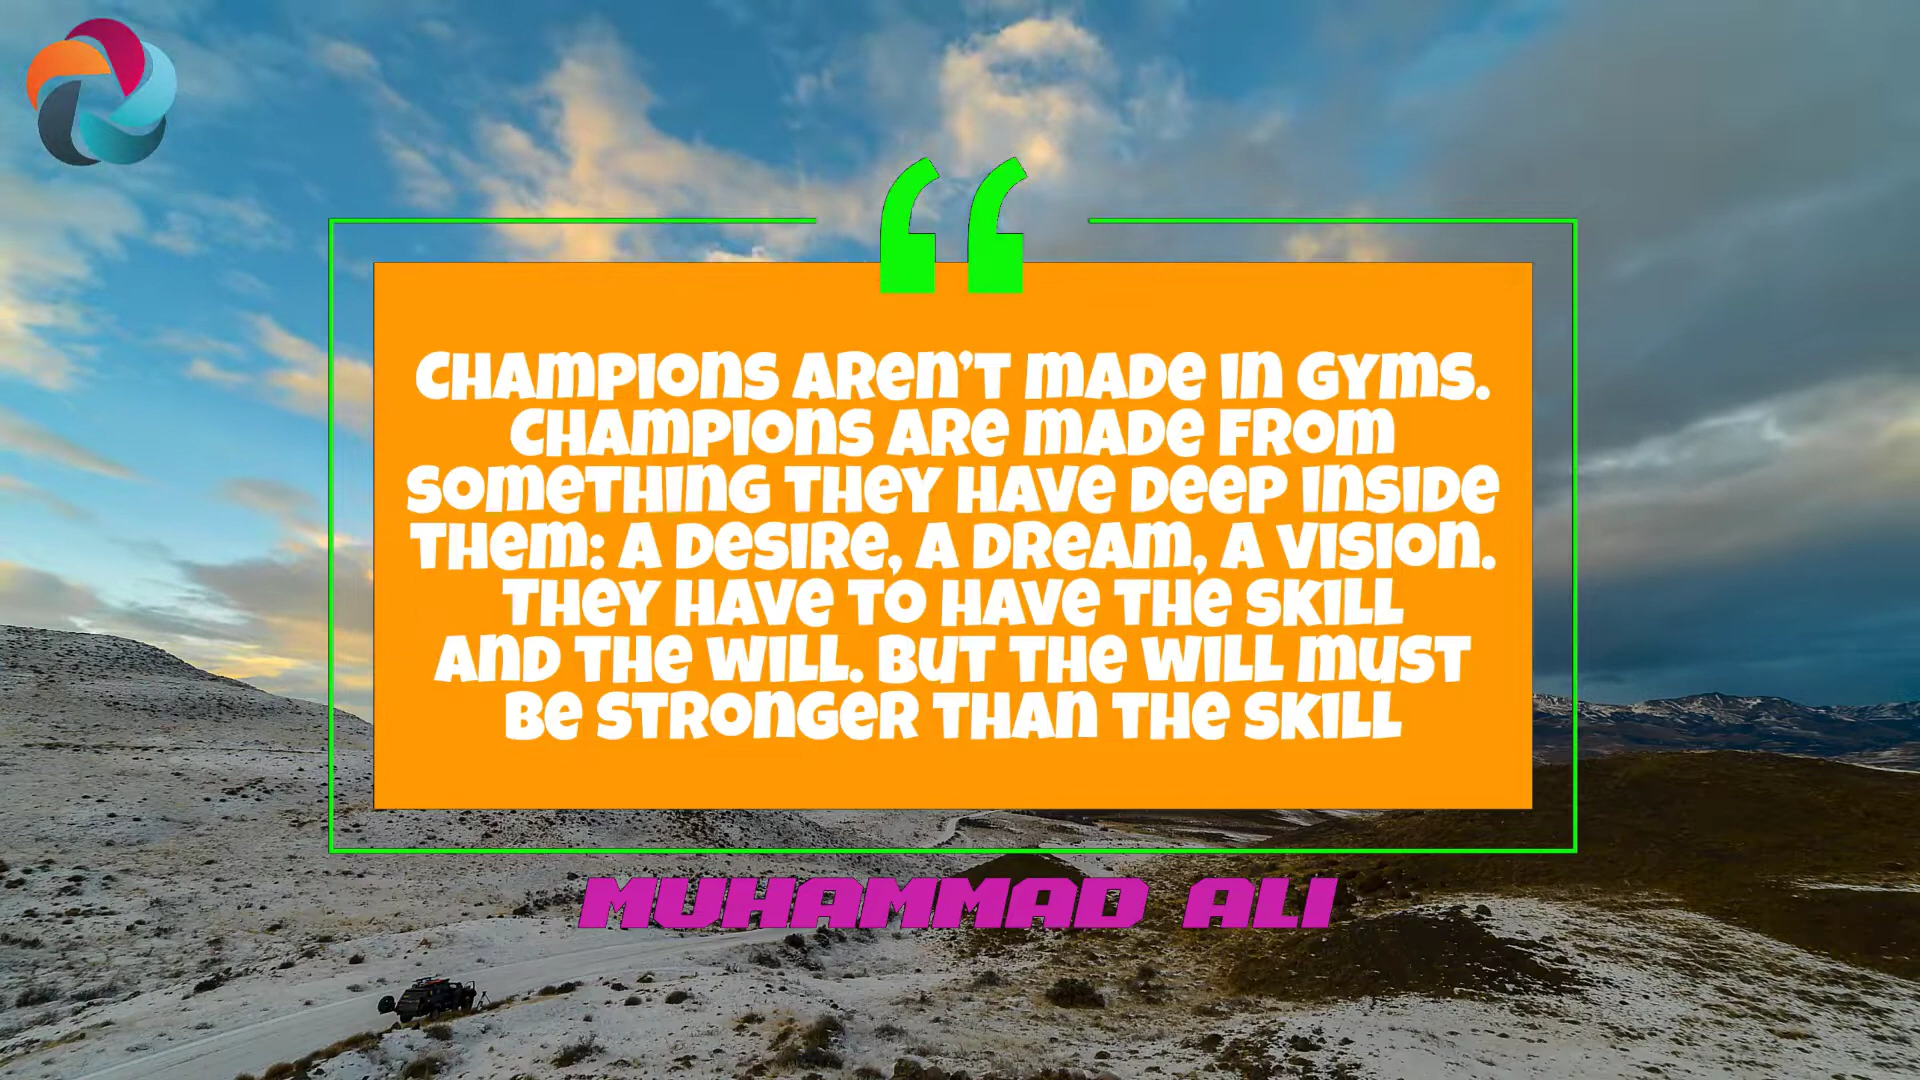 CHAMPIONS AREN’T MADE IN GYMS.
CHAMPIONS ARE MADE FROM
SOMETHING THEY HAVE DEEP INSIDE
THEM: A DESIRE, A DREAM, A VISION.
THEY HAVE TO HAVE THE SKILL
AND THE WILL. BUT THE WILL MUST
BE STRONGER THAN THE SKILL
MUHAMMAD ALI